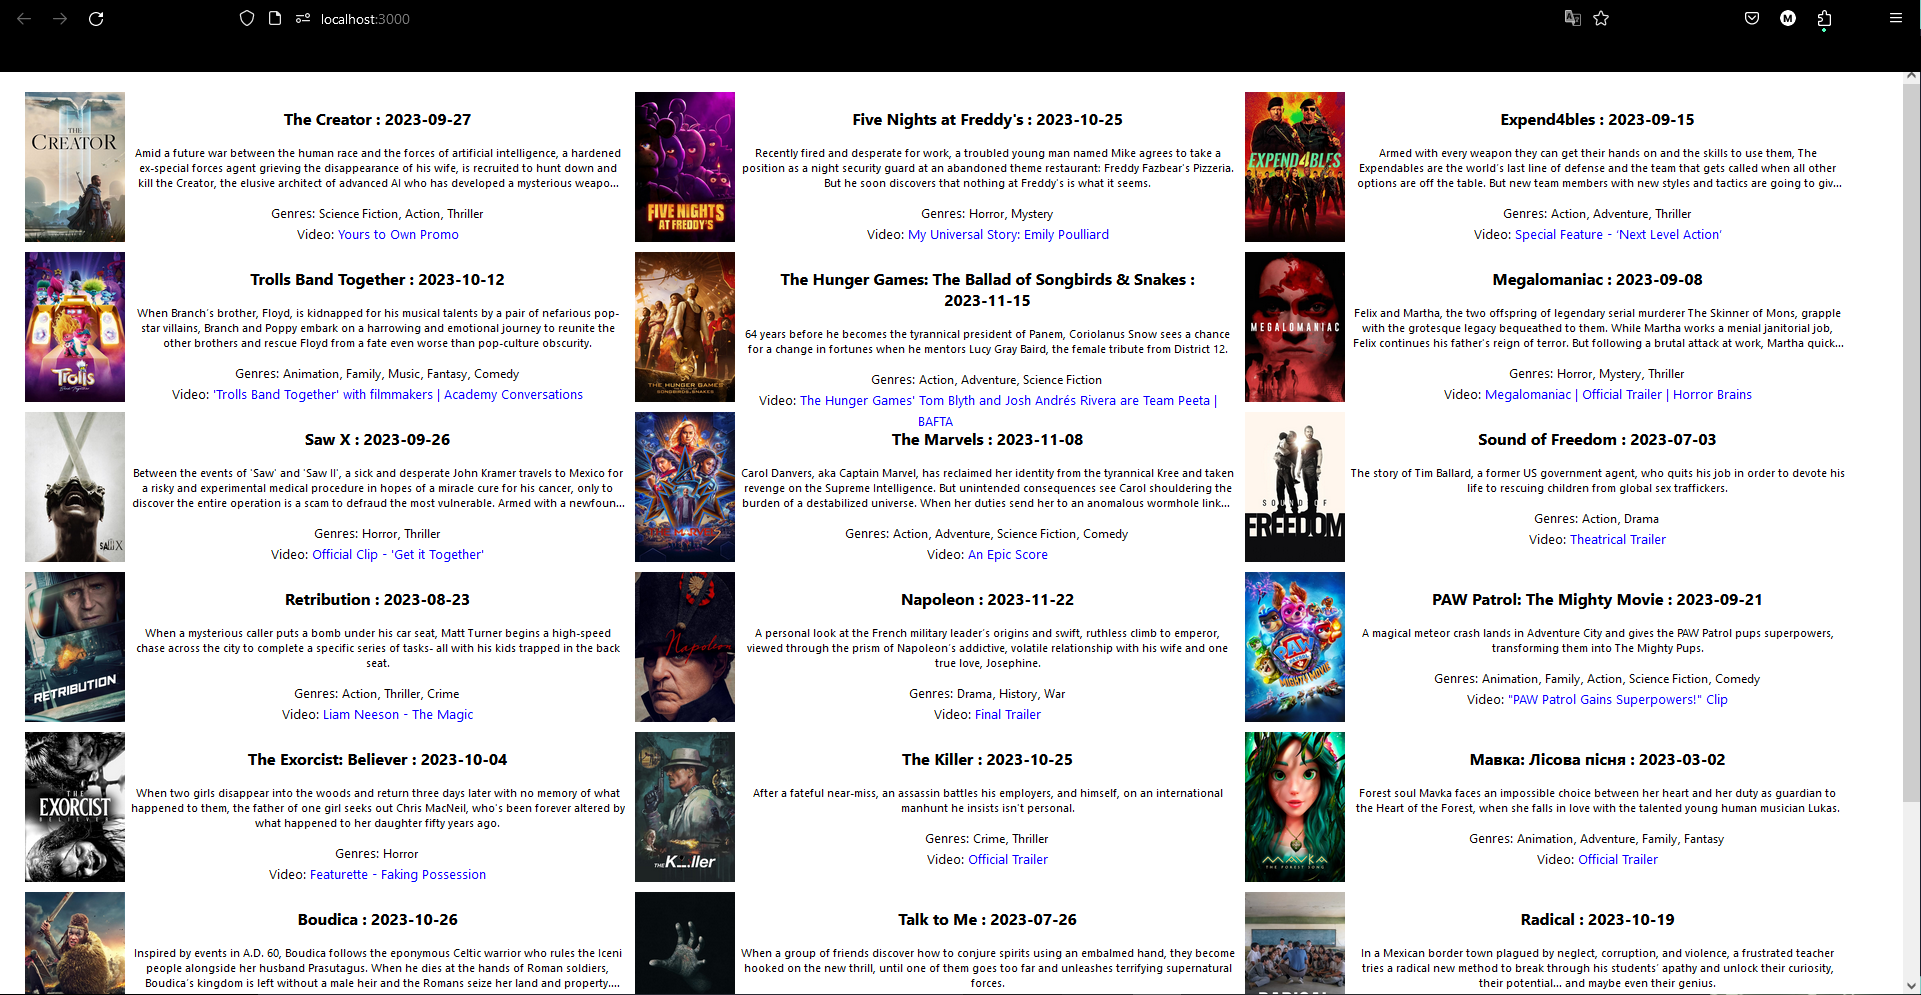 localhost:3000
THE
CREATOR
The Creator : 2023-09-27
Amid a future war between the human race and the forces of artificial intelligence, a hardened
ex-special forces agent grieving the disappearance of his wife, is recruited to hunt down and
kill the Creator, the elusive architect of advanced AI who has developed a mysterious weapo...
Genres: Science Fiction, Action, Thriller
Video: Yours to Own Promo
FIVE NIGHTS
AT FREDDY'S
Five Nights at Freddy's : 2023-10-25
Recently fired and desperate for work, a troubled young man named Mike agrees to take a
position as a night security guard at an abandoned theme restaurant: Freddy Fazbear's Pizzeria.
But he soon discovers that nothing at Freddy's is what it seems.
Genres: Horror, Mystery
Video: My Universal Story: Emily Poulliard
EXPEND4BLES
Expend4bles : 2023-09-15
Armed with every weapon they can get their hands on and the skills to use them, The
Expendables are the world's last line of defense and the team that gets called when all other
options are off the table. But new team members with new styles and tactics are going to giv...
Genres: Action, Adventure, Thriller
Video: Special Feature - 'Next Level Action'
Trolls
Trolls Band Together : 2023-10-12
When Branch's brother, Floyd, is kidnapped for his musical talents by a pair of nefarious pop-
star villains, Branch and Poppy embark on a harrowing and emotional journey to reunite the
other brothers and rescue Floyd from a fate even worse than pop-culture obscurity.
Genres: Animation, Family, Music, Fantasy, Comedy
Video: 'Trolls Band Together' with filmmakers | Academy Conversations
THE HUNGER GAMES
SONGBIRDS & SNAKES
The Hunger Games: The Ballad of Songbirds & Snakes :
2023-11-15
64 years before he becomes the tyrannical president of Panem, Coriolanus Snow sees a chance
for a change in fortunes when he mentors Lucy Gray Baird, the female tribute from District 12.
Genres: Action, Adventure, Science Fiction
Video: The Hunger Games' Tom Blyth and Josh Andrés Rivera are Team Peeta |
BAFTA
MEGALOMANIAC
Megalomaniac : 2023-09-08
Felix and Martha, the two offspring of legendary serial murderer The Skinner of Mons, grapple
with the grotesque legacy bequeathed to them. While Martha works a menial janitorial job,
Felix continues his father's reign of terror. But following a brutal attack at work, Martha quick...
Genres: Horror, Mystery, Thriller
Video: Megalomaniac | Official Trailer | Horror Brains
SAW X
Saw X : 2023-09-26
Between the events of 'Saw' and 'Saw II', a sick and desperate John Kramer travels to Mexico for
a risky and experimental medical procedure in hopes of a miracle cure for his cancer, only to
discover the entire operation is a scam to defraud the most vulnerable. Armed with a newfoun...
Genres: Horror, Thriller
Video: Official Clip - 'Get it Together'
The Marvels : 2023-11-08
Carol Danvers, aka Captain Marvel, has reclaimed her identity from the tyrannical Kree and taken
revenge on the Supreme Intelligence. But unintended consequences see Carol shouldering the
burden of a destabilized universe. When her duties send her to an anomalous wormhole link...
Genres: Action, Adventure, Science Fiction, Comedy
Video: An Epic Score
SOUND OF
FREEDOM
Sound of Freedom : 2023-07-03
The story of Tim Ballard, a former US government agent, who quits his job in order to devote his
life to rescuing children from global sex traffickers.
Genres: Action, Drama
Video: Theatrical Trailer
RETRIBUTION
Retribution : 2023-08-23
When a mysterious caller puts a bomb under his car seat, Matt Turner begins a high-speed
chase across the city to complete a specific series of tasks- all with his kids trapped in the back
seat.
Genres: Action, Thriller, Crime
Video: Liam Neeson - The Magic
Napoleon
Napoleon : 2023-11-22
A personal look at the French military leader's origins and swift, ruthless climb to emperor,
viewed through the prism of Napoleon's addictive, volatile relationship with his wife and one
true love, Josephine.
Genres: Drama, History, War
Video: Final Trailer
PAW
PATROL
MIGHTY MOVIE
PAW Patrol: The Mighty Movie : 2023-09-21
A magical meteor crash lands in Adventure City and gives the PAW Patrol pups superpowers,
transforming them into The Mighty Pups.
Genres: Animation, Family, Action, Science Fiction, Comedy
Video: "PAW Patrol Gains Superpowers!" Clip
THE
EXORCIST
BELIEVER
The Exorcist: Believer : 2023-10-04
When two girls disappear into the woods and return three days later with no memory of what
happened to them, the father of one girl seeks out Chris MacNeil, who's been forever altered by
what happened to her daughter fifty years ago.
Genres: Horror
Video: Featurette - Faking Possession
THE K...ller
The Killer : 2023-10-25
After a fateful near-miss, an assassin battles his employers, and himself, on an international
manhunt he insists isn't personal.
Genres: Crime, Thriller
Video: Official Trailer
MAVKA
THE FOREST SONG
Мавка: Лісова пісня : 2023-03-02
Forest soul Mavka faces an impossible choice between her heart and her duty as guardian to
the Heart of the Forest, when she falls in love with the talented young human musician Lukas.
Genres: Animation, Adventure, Family, Fantasy
Video: Official Trailer
Boudica : 2023-10-26
Inspired by events in A.D. 60, Boudica follows the eponymous Celtic warrior who rules the Iceni
people alongside her husband Prasutagus. When he dies at the hands of Roman soldiers,
Boudica's kingdom is left without a male heir and the Romans seize her land and property....
Talk to Me : 2023-07-26
When a group of friends discover how to conjure spirits using an embalmed hand, they become
hooked on the new thrill, until one of them goes too far and unleashes terrifying supernatural
forces.
RADICAL
Radical : 2023-10-19
In a Mexican border town plagued by neglect, corruption, and violence, a frustrated teacher
tries a radical new method to break through his students' apathy and unlock their curiosity,
their potential... and maybe even their genius.